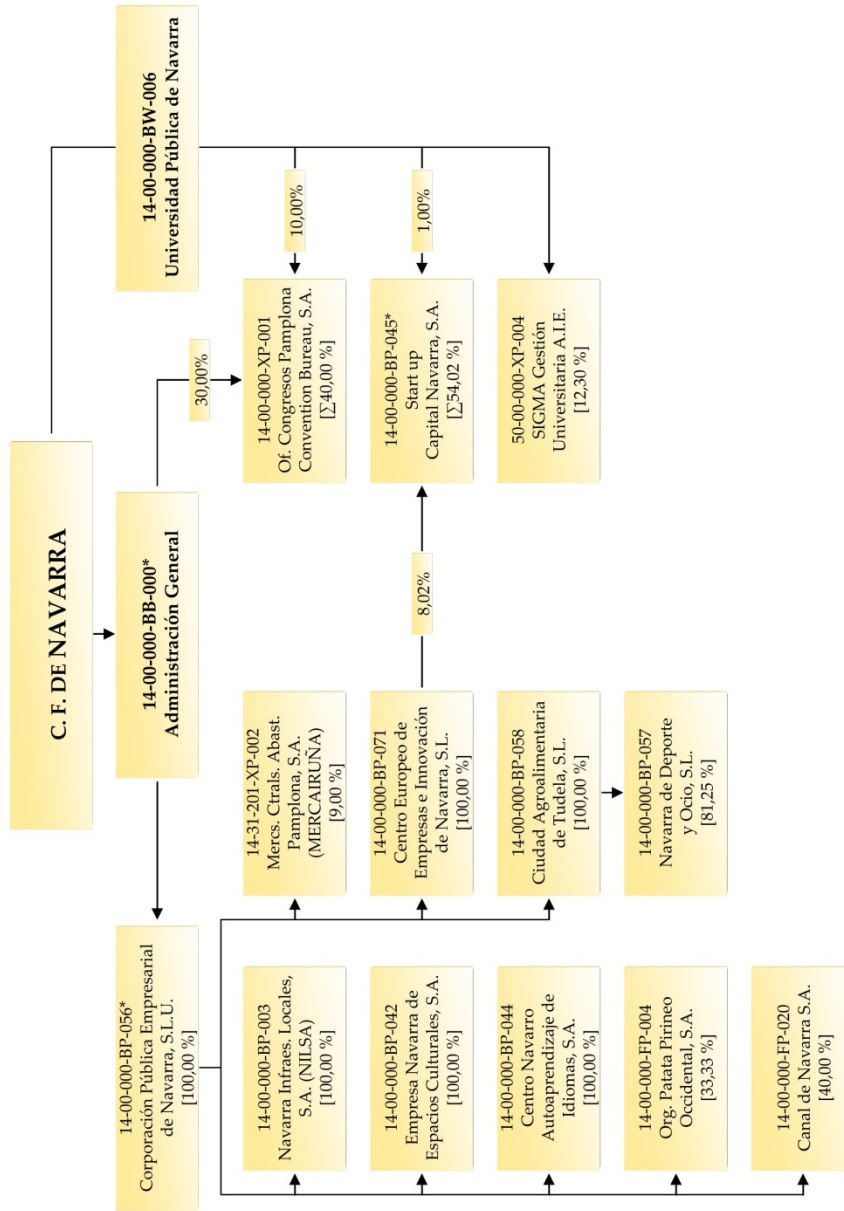 C. F. DE NAVARRA
14-00-000-BB-000*
Administración General
14-00-000-BW-006
Universidad Pública de Navarra
14-00-000-BP-056*
Corporación Pública Empresarial
de Navarra, S.L.U.
[100,00 %]
30,00%
14-00-000-BP-003
Navarra Infraes. Locales,
S.A. (NILSA)
[100,00 %]
14-31-201-XP-002
Mercs. Ctrals. Abast.
Pamplona, S.A.
(MERCAIRUÑA)
[9,00 %]
14-00-000-XP-001
Of. Congresos Pamplona
Convention Bureau, S.A.
[∑40,00 %]
10,00%
14-00-000-BP-042
Empresa Navarra de
Espacios Culturales, S.A.
[100,00 %]
14-00-000-BP-071
Centro Europeo de
Empresas e Innovación
de Navarra, S.L.
[100,00 %]
8,02%
14-00-000-BP-045*
Start up
Capital Navarra, S.A.
[∑54,02 %]
1,00%
14-00-000-BP-044
Centro Navarro
Autoaprendizaje de
Idiomas, S.A.
[100,00 %]
14-00-000-BP-058
Ciudad Agroalimentaria
de Tudela, S.L.
[100,00 %]
50-00-000-XP-004
SIGMA Gestión
Universitaria A.I.E.
[12,30 %]
14-00-000-FP-004
Org. Patata Pirineo
Occidental, S.A.
[33,33 %]
14-00-000-BP-057
Navarra de Deporte
y Ocio, S.L.
[81,25 %]
14-00-000-FP-020
Canal de Navarra S.A.
[40,00 %]